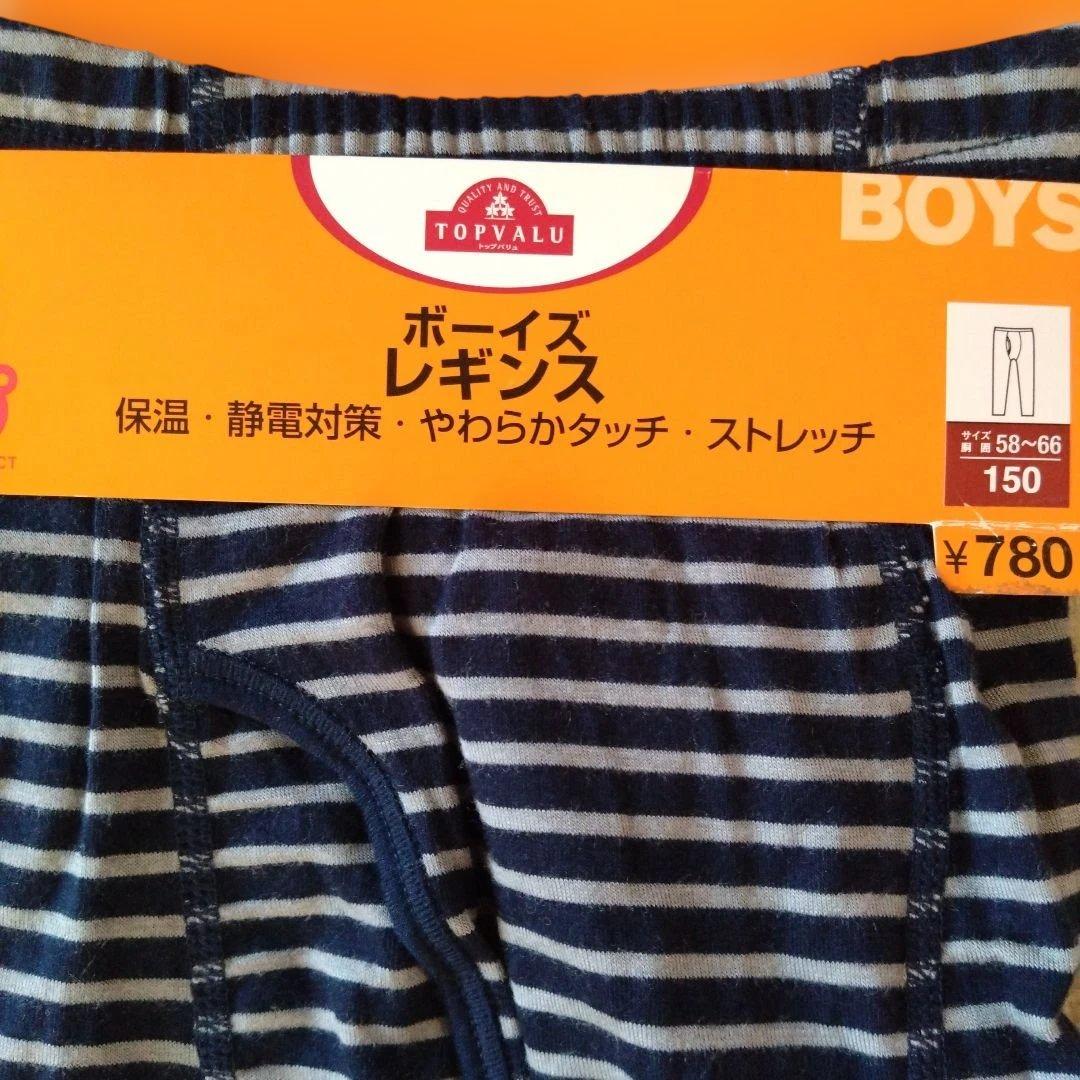 QUALITY AND TRUST
TOPVALU
トップバリュ
BOYS
ボーイズ
レギンス
保温・静電対策・やわらかタッチ・ストレッチ
サイズ
胴囲 58～66
150
¥780
CT